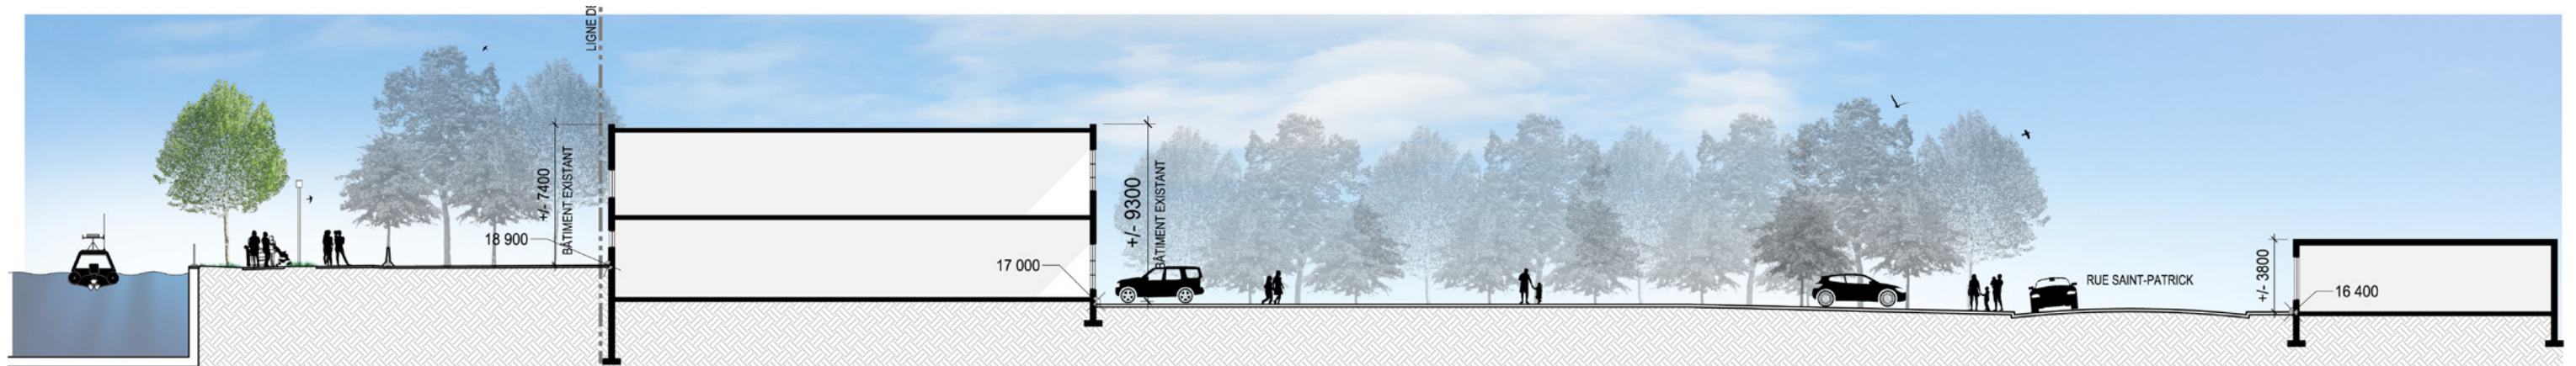 LIGNE D
+/- 7400
BÂTIMENT EXISTANT
18 900
17 000
+/- 9300
BÂTIMENT EXISTANT
RUE SAINT-PATRICK
+/- 3800
16 400